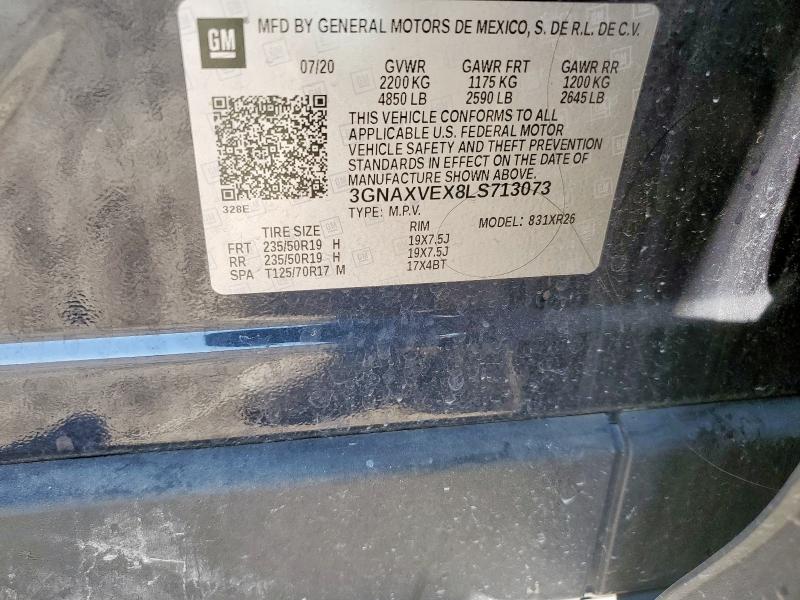 GM
MFD BY GENERAL MOTORS DE MEXICO, S. DE R.L. DE C.V.
07/20 GVWR GAWR FRT GAWR RR
2200 KG 1175 KG 1200 KG
4850 LB 2590 LB 2645 LB
THIS VEHICLE CONFORMS TO ALL
APPLICABLE U.S. FEDERAL MOTOR
VEHICLE SAFETY AND THEFT PREVENTION
STANDARDS IN EFFECT ON THE DATE OF
MANUFACTURE SHOWN ABOVE.
3GNAXVEX8LS713073
328E TYPE: M.P.V. MODEL: 831XR26
TIRE SIZE RIM
FRT 235/50R19 H 19X7.5J
RR 235/50R19 H 19X7.5J
SPA T125/70R17 M 17X4BT